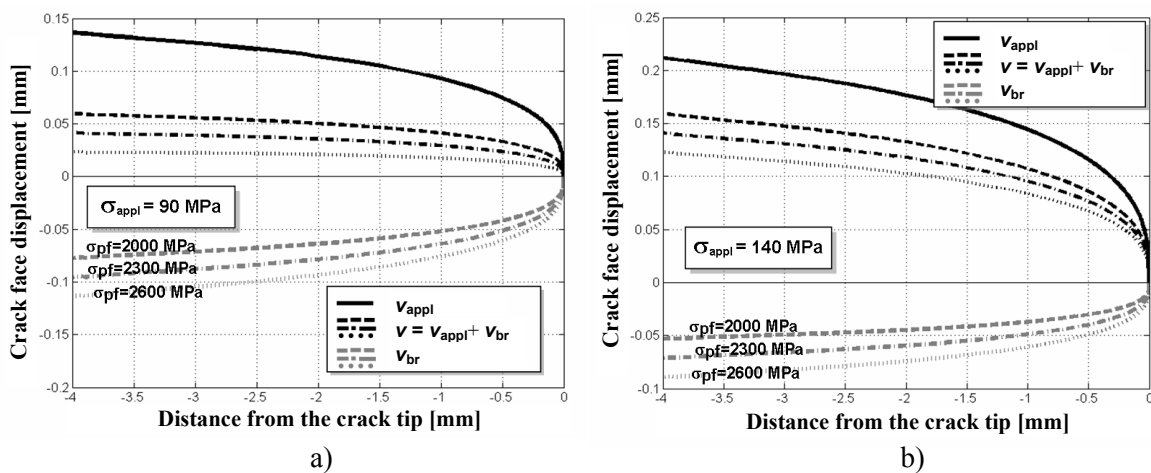 Crack face displacement [mm]
0.15
0.1
0.05
0
-0.05
-0.1
-0.15
-0.2
σappl = 90 MPa
σpf=2000 MPa
σpf=2300 MPa
σpf=2600 MPa
vappl
v = vappl+ vbr
vbr
-4
-3.5
-3
-2.5
-2
-1.5
-1
-0.5
0
Distance from the crack tip [mm]
a)
Crack face displacement [mm]
0.25
0.2
0.15
0.1
0.05
0
-0.05
-0.1
vappl
v = vappl+ vbr
vbr
σappl = 140 MPa
σpf=2000 MPa
σpf=2300 MPa
σpf=2600 MPa
-4
-3.5
-3
-2.5
-2
-1.5
-1
-0.5
0
Distance from the crack tip [mm]
b)